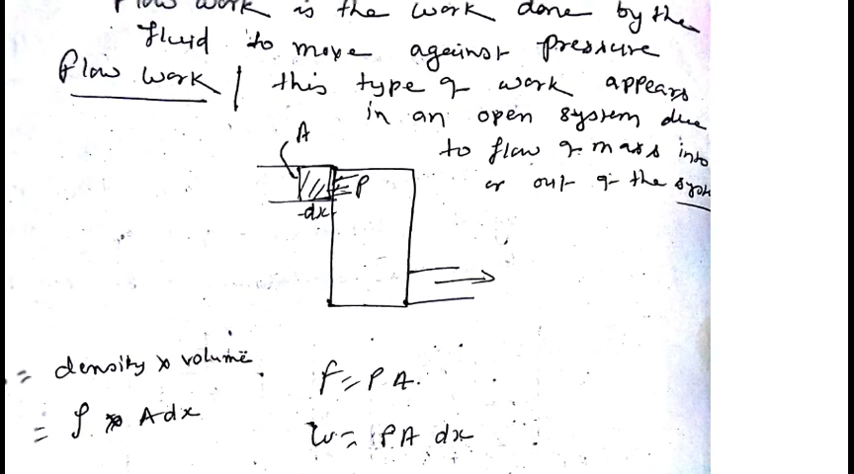 Flow work is the work done by the
fluid to move against pressure
flow work | this type of work appears
in an open system due
to flow of mass into
or out of the syst
A
P
dx
= density x volume.
= ρ x Adx
F = PA.
W = PA dx